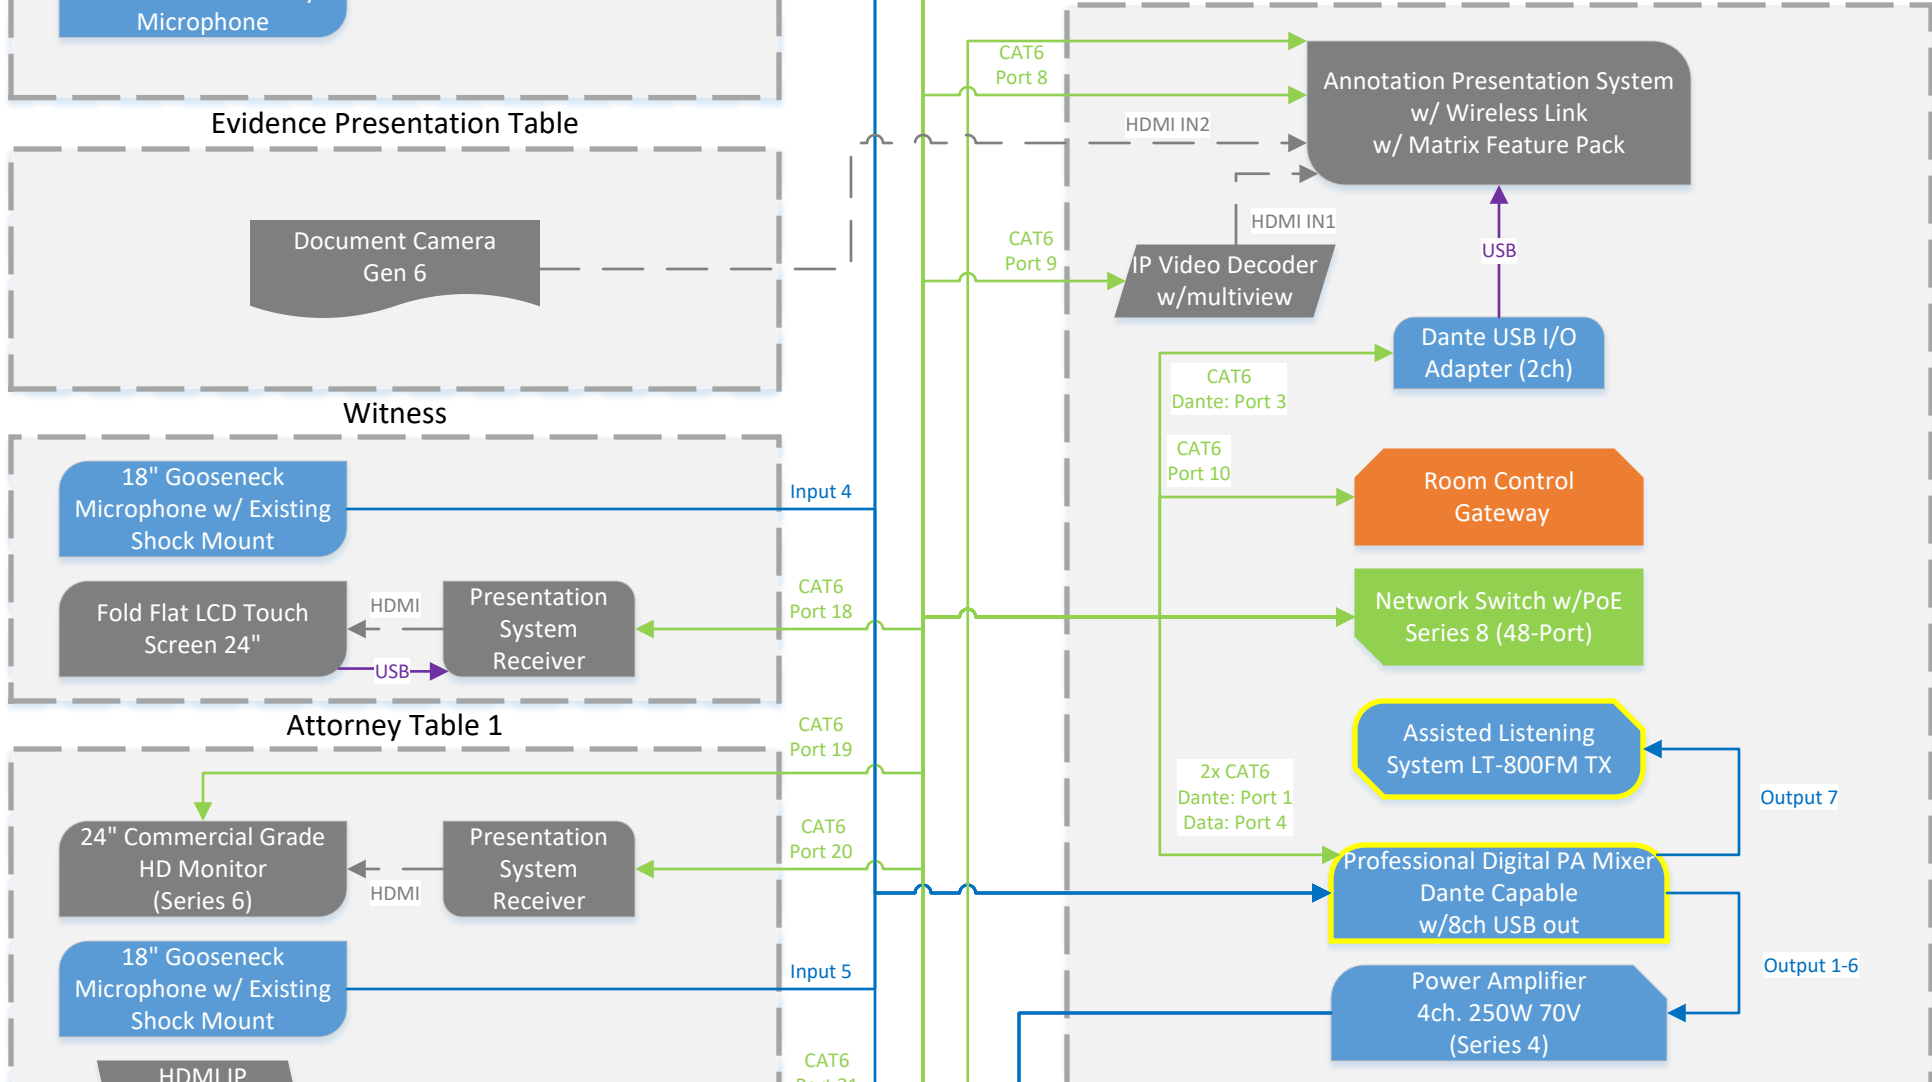 Microphone
Evidence Presentation Table
Document Camera
Gen 6
Witness
18" Gooseneck
Microphone w/ Existing
Shock Mount
Input 4
Fold Flat LCD Touch
Screen 24"
HDMI
USB
Presentation
System
Receiver
CAT6
Port 18
Attorney Table 1
CAT6
Port 19
24" Commercial Grade
HD Monitor
(Series 6)
HDMI
Presentation
System
Receiver
CAT6
Port 20
18" Gooseneck
Microphone w/ Existing
Shock Mount
Input 5
HDMI IP
CAT6
Port 21
CAT6
Port 8
Annotation Presentation System
w/ Wireless Link
w/ Matrix Feature Pack
HDMI IN2
HDMI IN1
CAT6
Port 9
IP Video Decoder
w/multiview
USB
Dante USB I/O
Adapter (2ch)
CAT6
Dante: Port 3
CAT6
Port 10
Room Control
Gateway
Network Switch w/PoE
Series 8 (48-Port)
Assisted Listening
System LT-800FM TX
Output 7
2x CAT6
Dante: Port 1
Data: Port 4
Professional Digital PA Mixer
Dante Capable
w/8ch USB out
Output 1-6
Power Amplifier
4ch. 250W 70V
(Series 4)